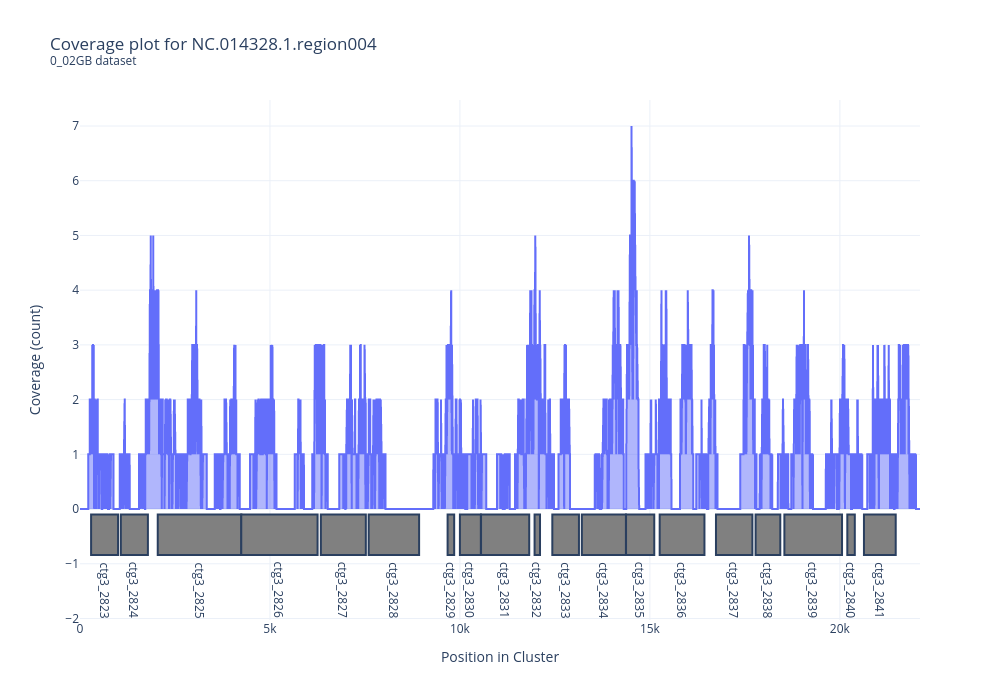 Coverage plot for NC.014328.1.region004
0_02GB dataset
7
6
5
4
3
2
1
0
−1
−2
Coverage (count)
ctg3_2823
ctg3_2824
ctg3_2825
ctg3_2826
ctg3_2827
ctg3_2828
ctg3_2829
ctg3_2830
ctg3_2831
ctg3_2832
ctg3_2833
ctg3_2834
ctg3_2835
ctg3_2836
ctg3_2837
ctg3_2838
ctg3_2839
ctg3_2840
ctg3_2841
0
5k
10k
15k
20k
Position in Cluster